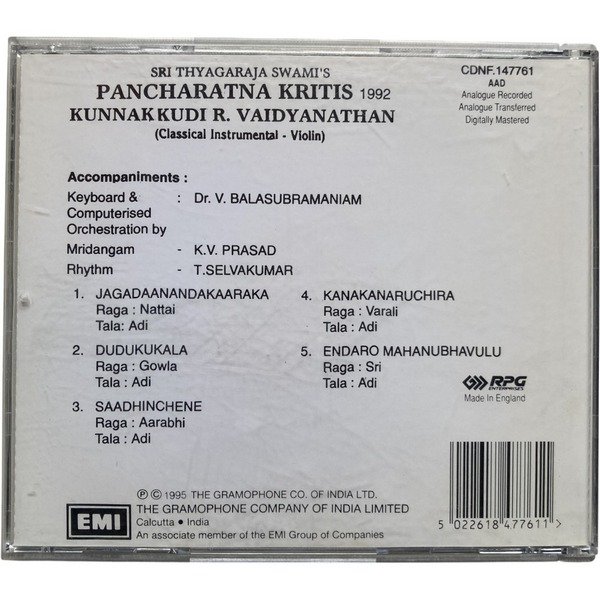 SRI THYAGARAJA SWAMI'S
PANCHARATNA KRITIS 1992
KUNNAKKUDI R. VAIDYANATHAN
(Classical Instrumental - Violin)
CDNF.147761
AAD
Analogue Recorded
Analogue Transferred
Digitally Mastered
Accompaniments :
Keyboard & : Dr. V. BALASUBRAMANIAM
Computerised
Orchestration by
Mridangam - K.V. PRASAD
Rhythm - T.SELVAKUMAR
1. JAGADAANANDAKAARAKA
Raga : Nattai
Tala: Adi
2. DUDUKUKALA
Raga : Gowla
Tala : Adi
3. SAADHINCHENE
Raga : Aarabhi
Tala : Adi
4. KANAKANARUCHIRA
Raga : Varali
Tala : Adi
5. ENDARO MAHANUBHAVULU
Raga : Sri
Tala : Adi
RPG
ENTERPRISES
Made in England
℗ © 1995 THE GRAMOPHONE CO. OF INDIA LTD.
THE GRAMOPHONE COMPANY OF INDIA LIMITED
EMI
Calcutta • India
An associate member of the EMI Group of Companies
5 022618 477611 >